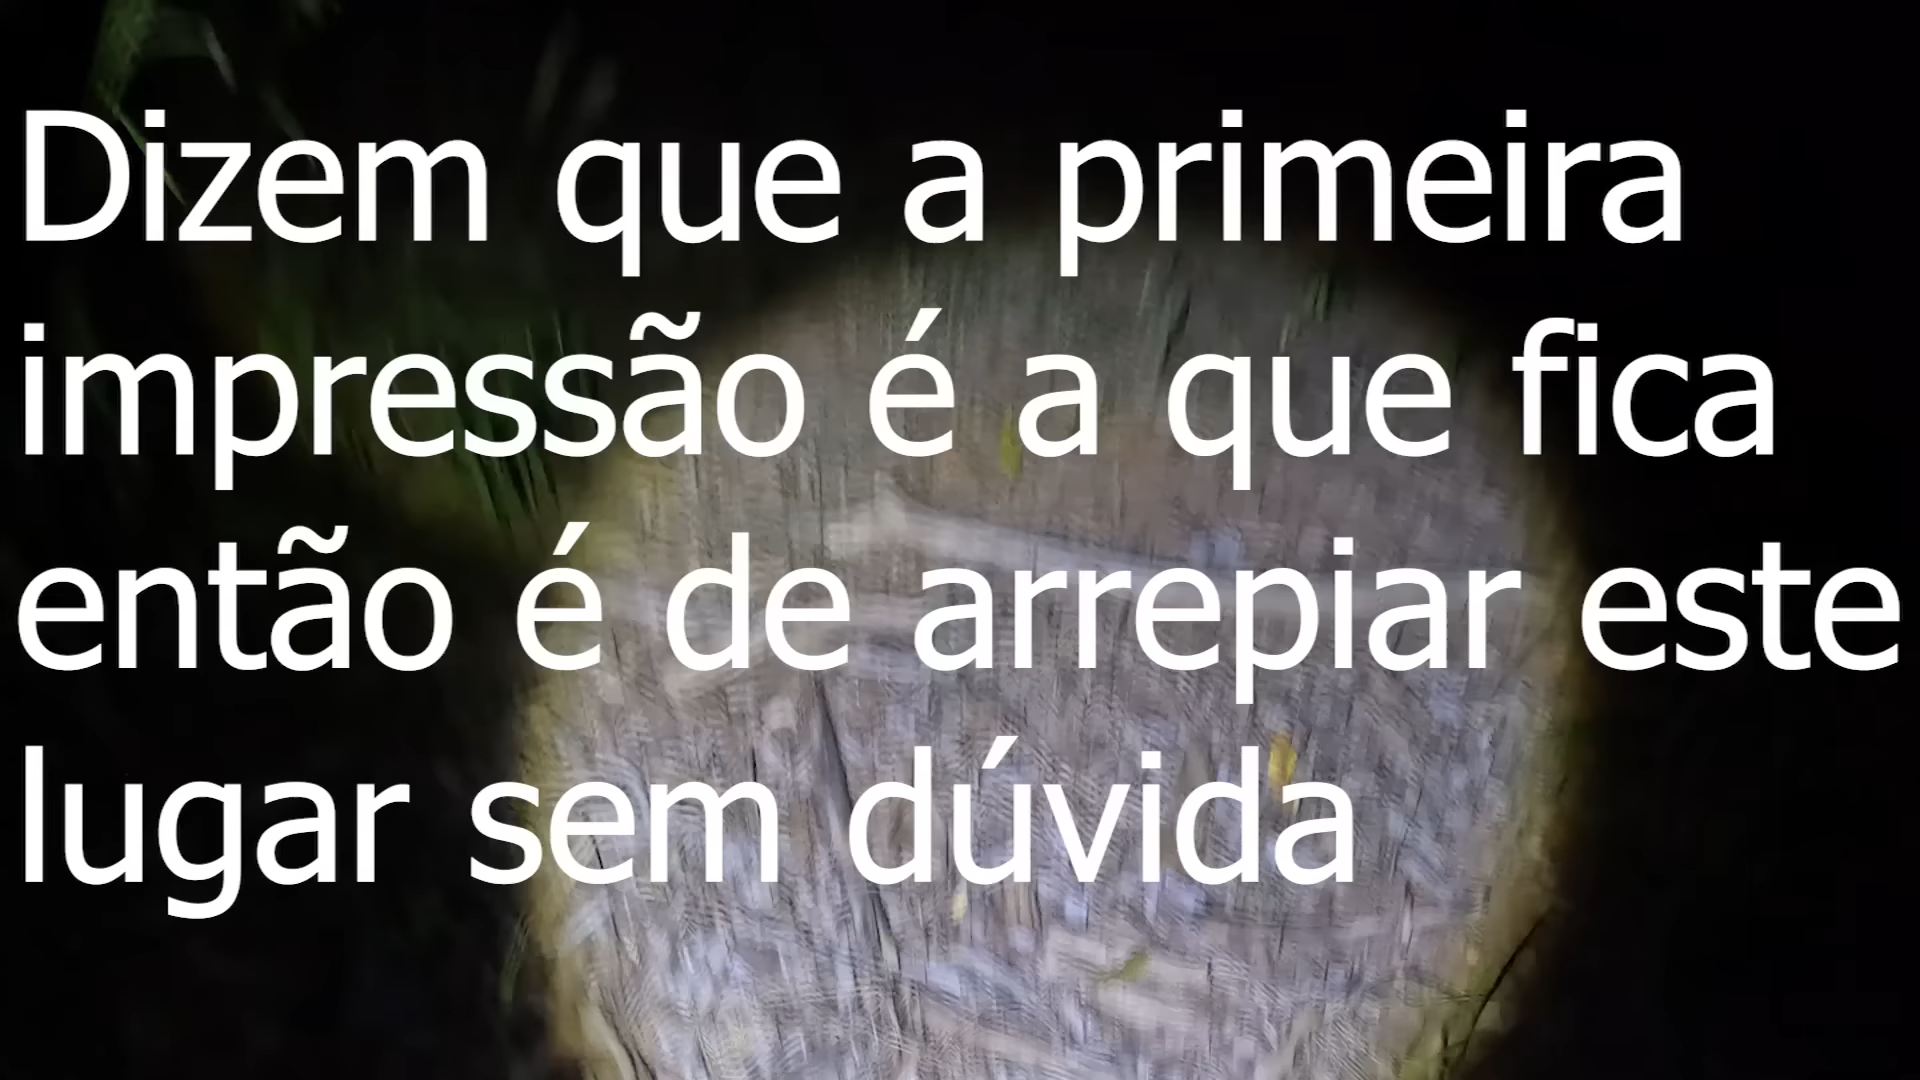 Dizem que a primeira
impressão é a que fica
então é de arrepiar este
lugar sem dúvida